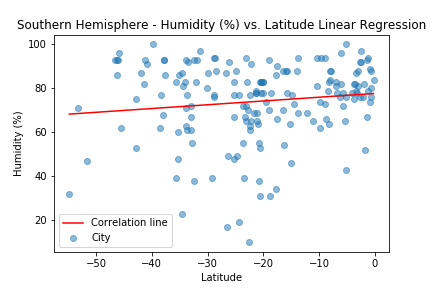 Southern Hemisphere - Humidity (%) vs. Latitude Linear Regression
100
80
60
40
20
Humidity (%)
Correlation line
City
−50
−40
−30
−20
−10
0
Latitude